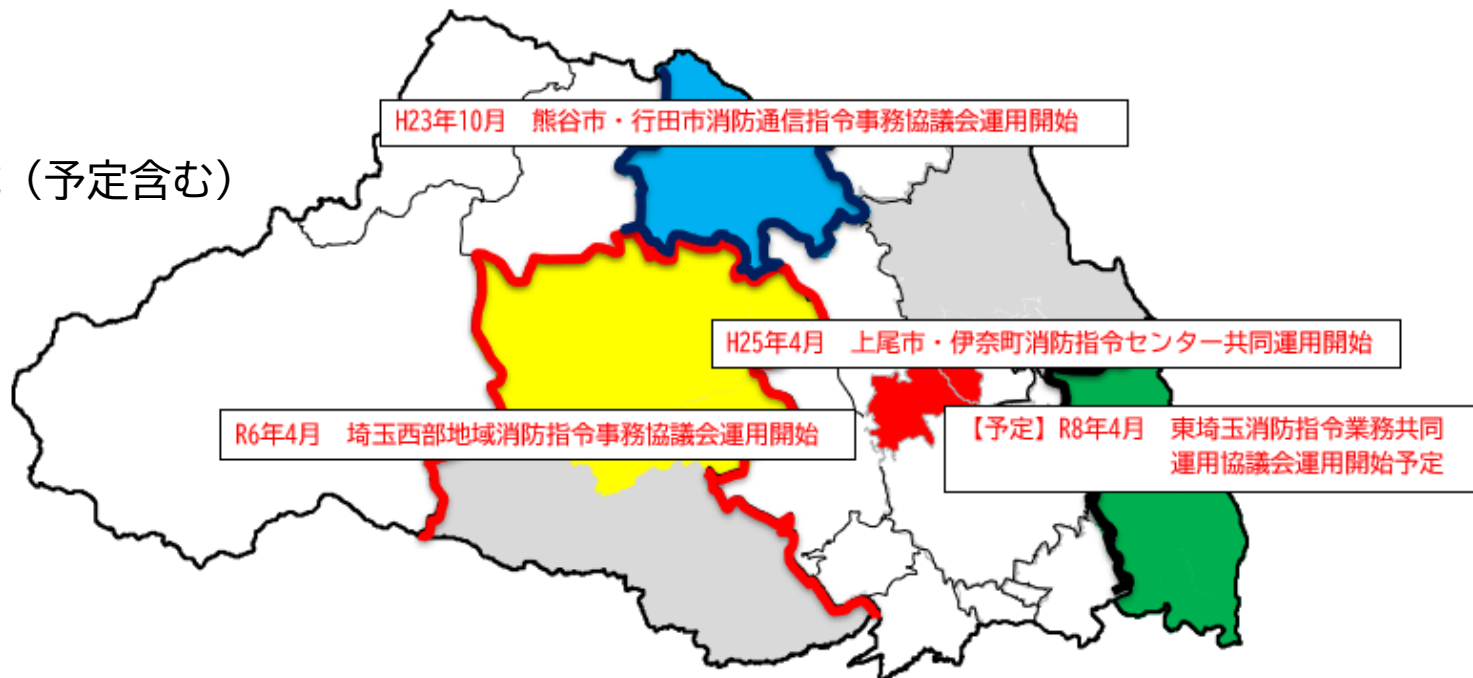 H23年10月　熊谷市・行田市消防通信指令事務協議会運用開始
（予定含む）
H25年4月　上尾市・伊奈町消防指令センター共同運用開始
R6年4月　埼玉西部地域消防指令事務協議会運用開始
【予定】R8年4月　東埼玉消防指令業務共同
運用協議会運用開始予定